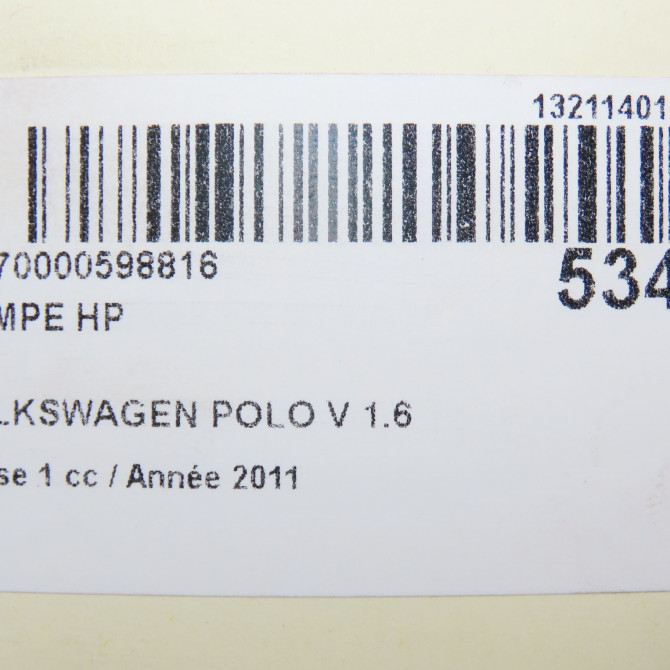 13211401
70000598816
534
MPE HP
LKSWAGEN POLO V 1.6
se 1 cc / Année 2011